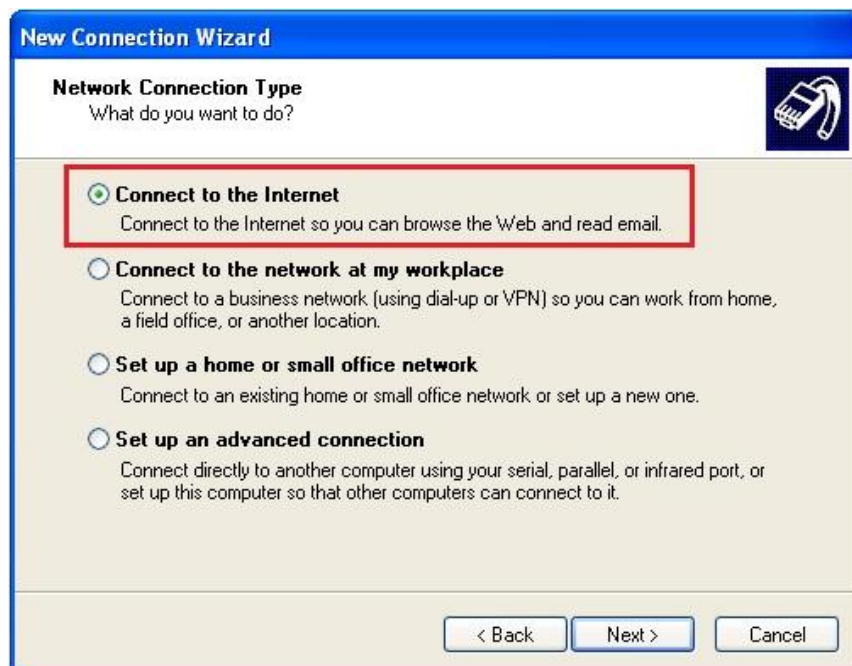 New Connection Wizard
Network Connection Type
What do you want to do?
Connect to the Internet
Connect to the Internet so you can browse the Web and read email.
Connect to the network at my workplace
Connect to a business network (using dial-up or VPN) so you can work from home,
a field office, or another location.
Set up a home or small office network
Connect to an existing home or small office network or set up a new one.
Set up an advanced connection
Connect directly to another computer using your serial, parallel, or infrared port, or
set up this computer so that other computers can connect to it.
< Back Next > Cancel